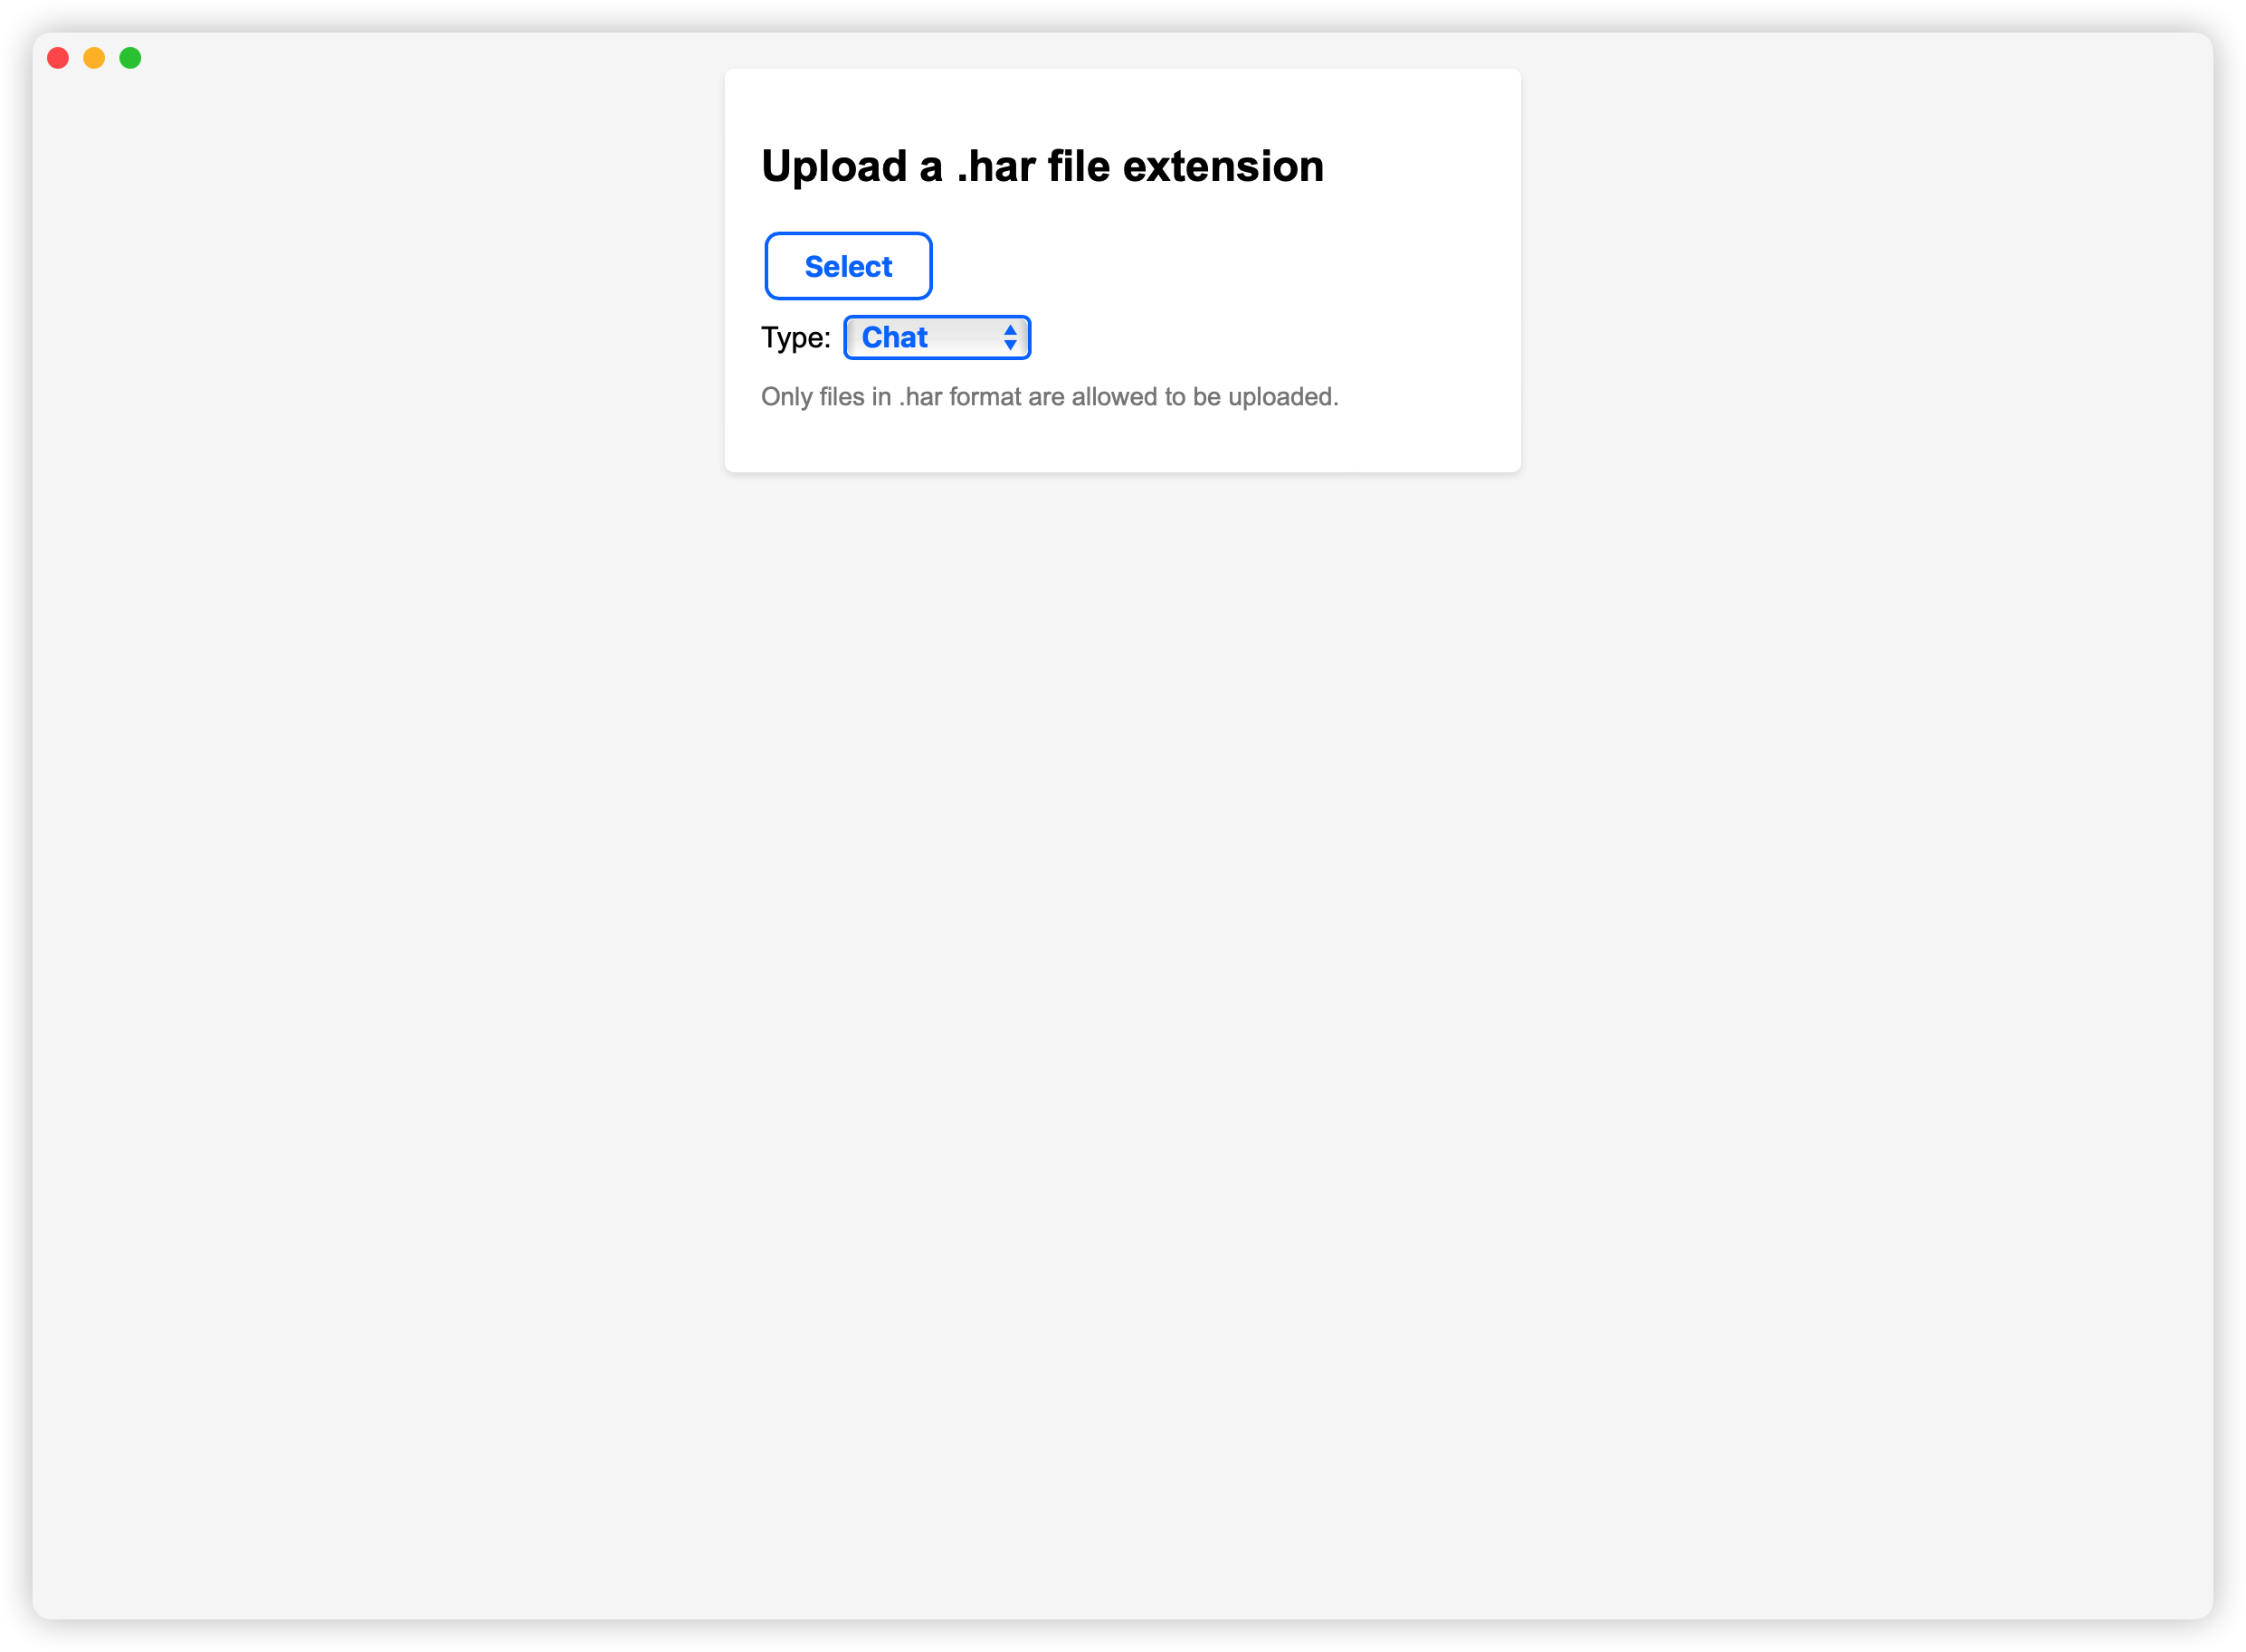 Upload a .har file extension
Select
Type: Chat
Only files in .har format are allowed to be uploaded.